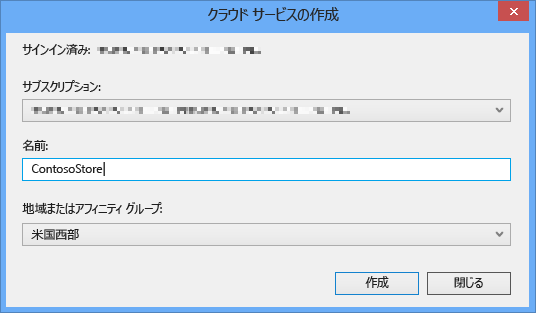 クラウド サービスの作成
サインイン済み:
サブスクリプション:
名前:
ContosoStore
地域またはアフィニティ グループ:
米国西部
作成
閉じる